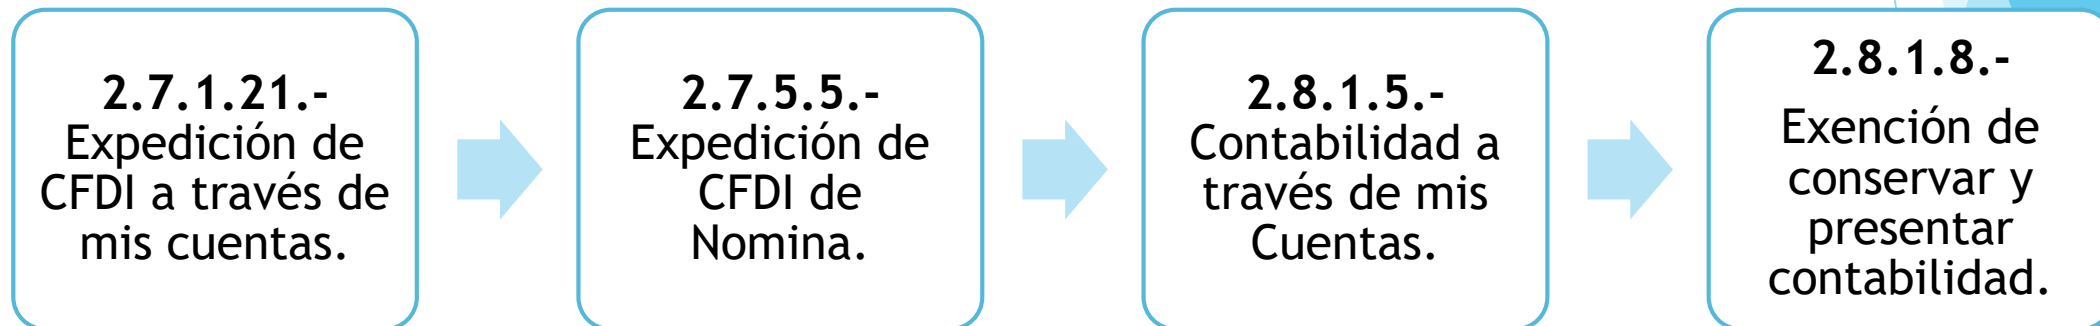 2.7.1.21.-
Expedición de
CFDI a través de
mis cuentas.
2.7.5.5.-
Expedición de
CFDI de
Nomina.
2.8.1.5.-
Contabilidad a
través de mis
Cuentas.
2.8.1.8.-
Exención de
conservar y
presentar
contabilidad.